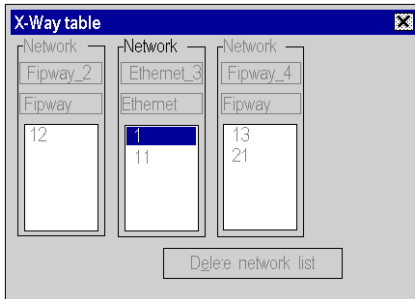 X-Way table
Network Network Network
Fipway_2 Ethernet_3 Fipway_4
Fipway Ethernet Fipway
12 1 13
11 21
Delete network list